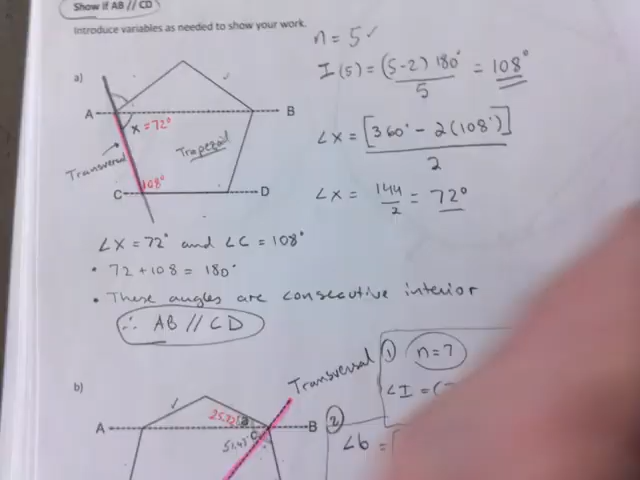 Show if AB // CD
Introduce variables as needed to show your work.
n = 5 ✓
I(5) = (5-2) 180° / 5 = 108°
a)
A
B
x = 72°
Transversal
Trapezoid
108°
C
D
∠x = [360° - 2(108°)] / 2
∠x = 144 / 2 = 72°
∠x = 72° and ∠C = 108°
• 72 + 108 = 180°
• These angles are consecutive interior
∴ AB // CD
b)
Transversal
① n=7
∠I = (
A
B
a
c
②
∠b = [